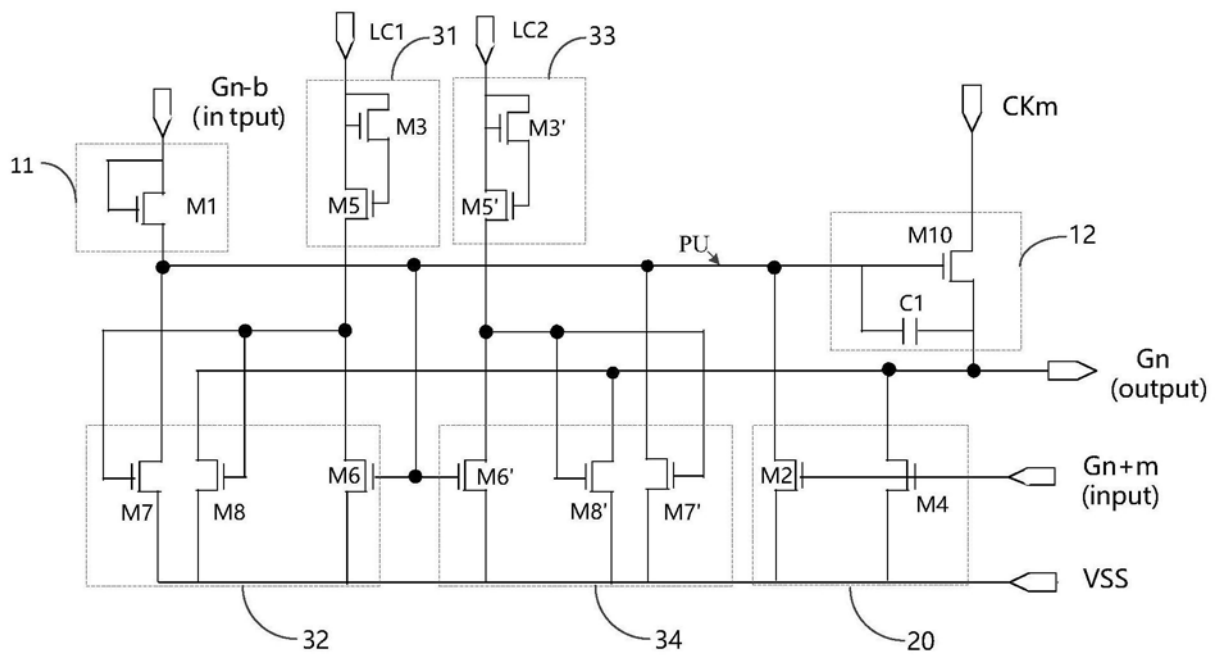 LC1
31
LC2
33
Gn-b
(in tput)
CKm
M3
M3'
11
M1
M5
M5'
M10
12
PU
C1
Gn
(output)
M7
M8
M6
M6'
M8'
M7'
M2
M4
Gn+m
(input)
VSS
32
34
20